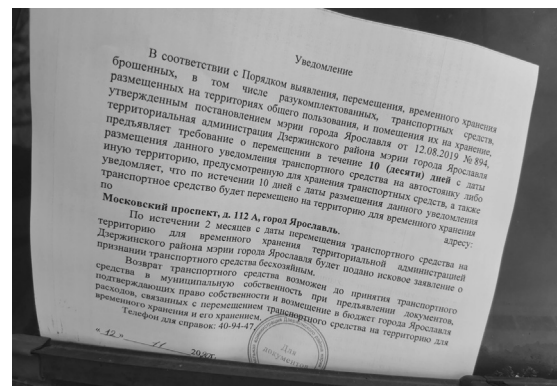 Уведомление
В соответствии с Порядком выявления, перемещения, временного хранения
брошенных, в том числе разукомплектованных, транспортных средств,
размещенных на территориях общего пользования, и помещения их на хранение,
утвержденным постановлением мэрии города Ярославля от 12.08.2019 № 894,
территориальная администрация Дзержинского района мэрии города Ярославля
предъявляет требование о перемещении в течение 10 (десяти) дней с даты
размещения данного уведомления транспортного средства на автостоянку либо
иную территорию, предусмотренную для хранения транспортных средств, а также
уведомляет, что по истечении 10 дней с даты размещения данного уведомления
транспортное средство будет перемещено на территорию для временного хранения
по адресу:
Московский проспект, д. 112 А, город Ярославль.
По истечении 2 месяцев с даты перемещения транспортного средства на
территорию для временного хранения территориальной администрацией
Дзержинского района мэрии города Ярославля будет подано исковое заявление о
признании транспортного средства бесхозяйным.
Возврат транспортного средства возможен до принятия транспортного
средства в муниципальную собственность при предъявлении документов,
подтверждающих право собственности и возмещение в бюджет города Ярославля
расходов, связанных с перемещением транспортного средства на территорию для
временного хранения и его хранением.
Телефон для справок: 40-94-47
"12" 11
Для
документов